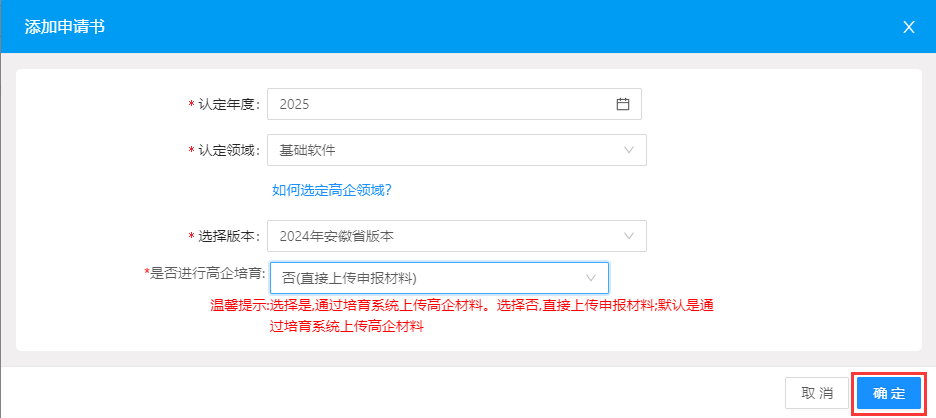 添加申请书
* 认定年度: 2025
* 认定领域: 基础软件
如何选定高企领域?
* 选择版本: 2024年安徽省版本
*是否进行高企培育: 否(直接上传申报材料)
温馨提示:选择是,通过培育系统上传高企材料。选择否,直接上传申报材料;默认是通
过培育系统上传高企材料
取 消 确 定